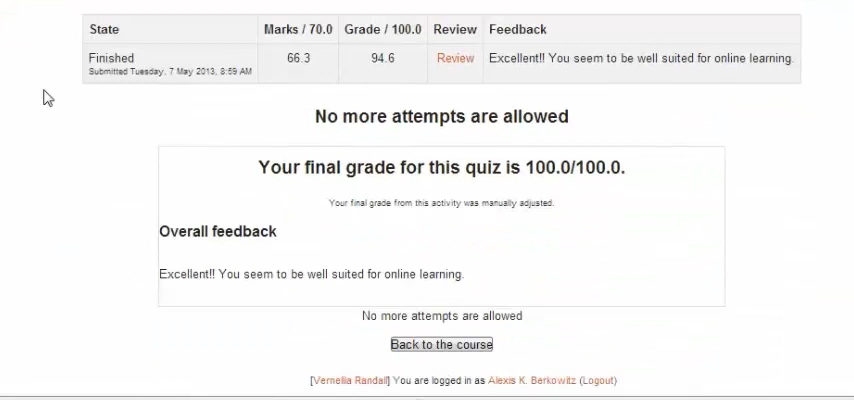 State Marks / 70.0 Grade / 100.0 Review Feedback
Finished 66.3 94.6 Review Excellent!! You seem to be well suited for online learning.
Submitted Tuesday, 7 May 2013, 8:59 AM
No more attempts are allowed
Your final grade for this quiz is 100.0/100.0.
Your final grade from this activity was manually adjusted.
Overall feedback
Excellent!! You seem to be well suited for online learning.
No more attempts are allowed
Back to the course
[Vernellia Randall] You are logged in as Alexis K. Berkowitz (Logout)